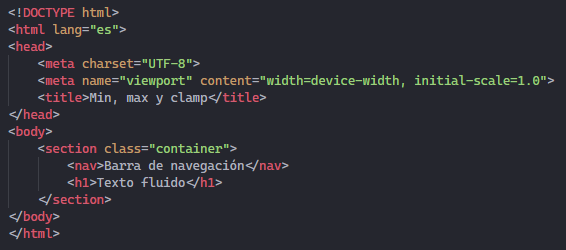 <!DOCTYPE html>
<html lang="es">
<head>
    <meta charset="UTF-8">
    <meta name="viewport" content="width=device-width, initial-scale=1.0">
    <title>Min, max y clamp</title>
</head>
<body>
    <section class="container">
        <nav>Barra de navegación</nav>
        <h1>Texto fluido</h1>
    </section>
</body>
</html>